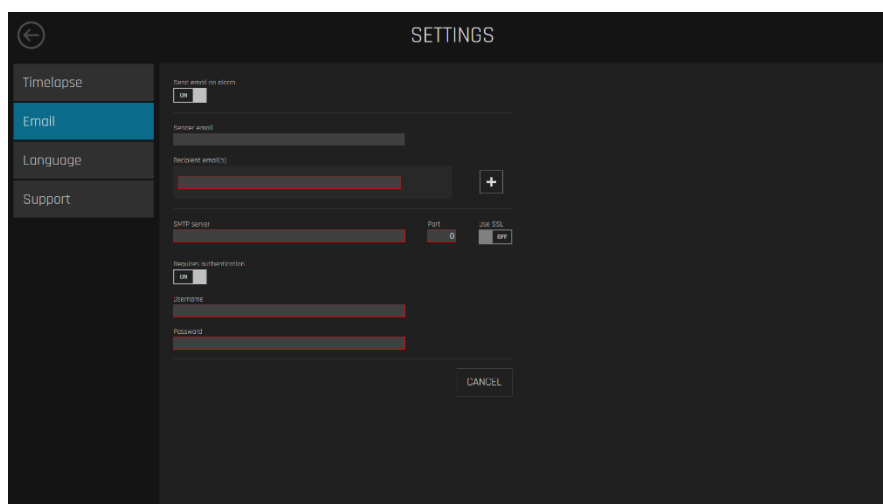 SETTINGS
Timelapse
Email
Language
Support
Send email on alarm
ON
Sender email
Recipient email(s)
+
SMTP server
Port
Use SSL
0
OFF
Requires authentication
ON
Username
Password
CANCEL